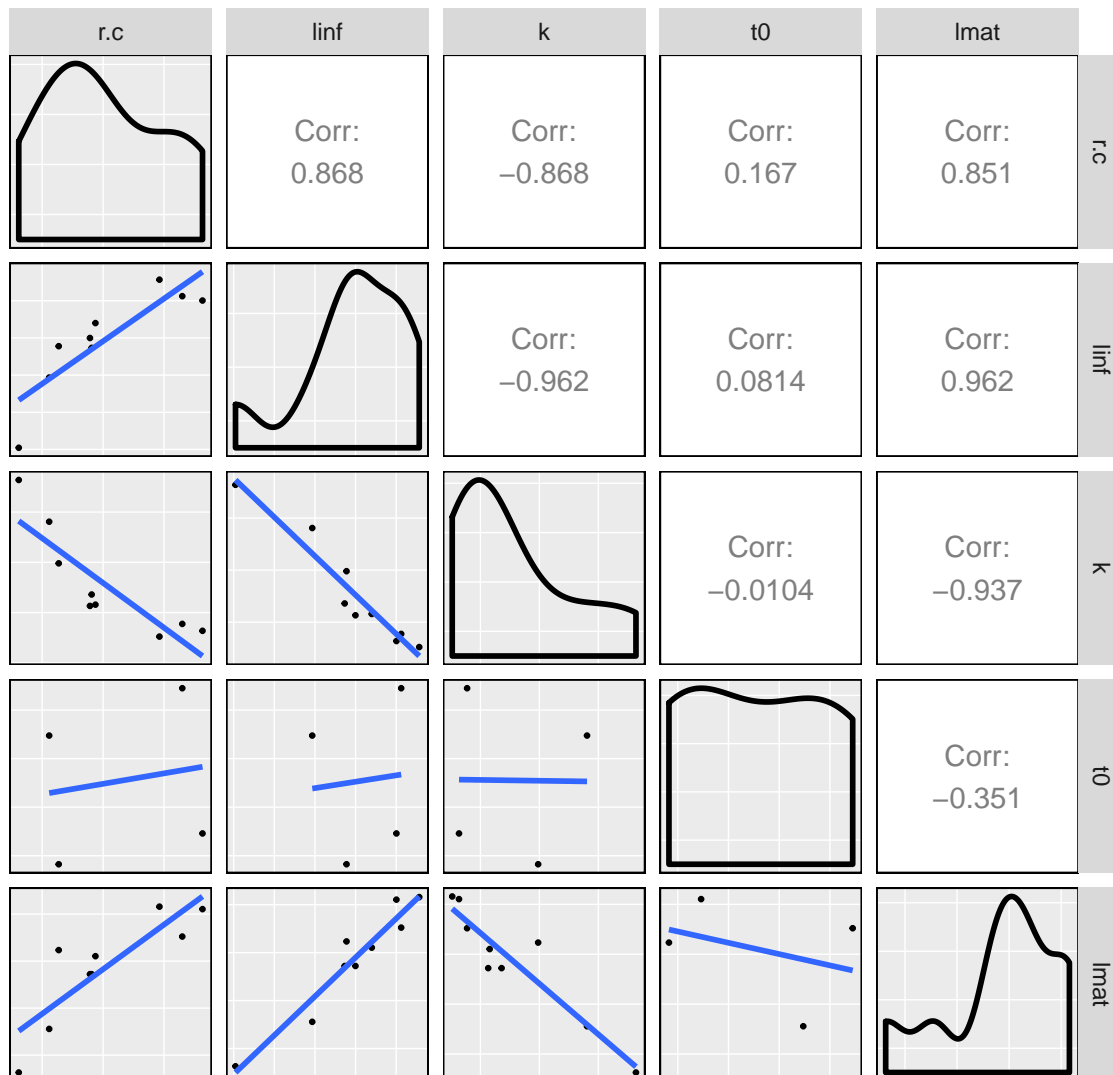 r.c
linf
k
t0
lmat
Corr:
0.868
Corr:
−0.868
Corr:
0.167
Corr:
0.851
r.c
Corr:
−0.962
Corr:
0.0814
Corr:
0.962
linf
Corr:
−0.0104
Corr:
−0.937
k
Corr:
−0.351
t0
lmat